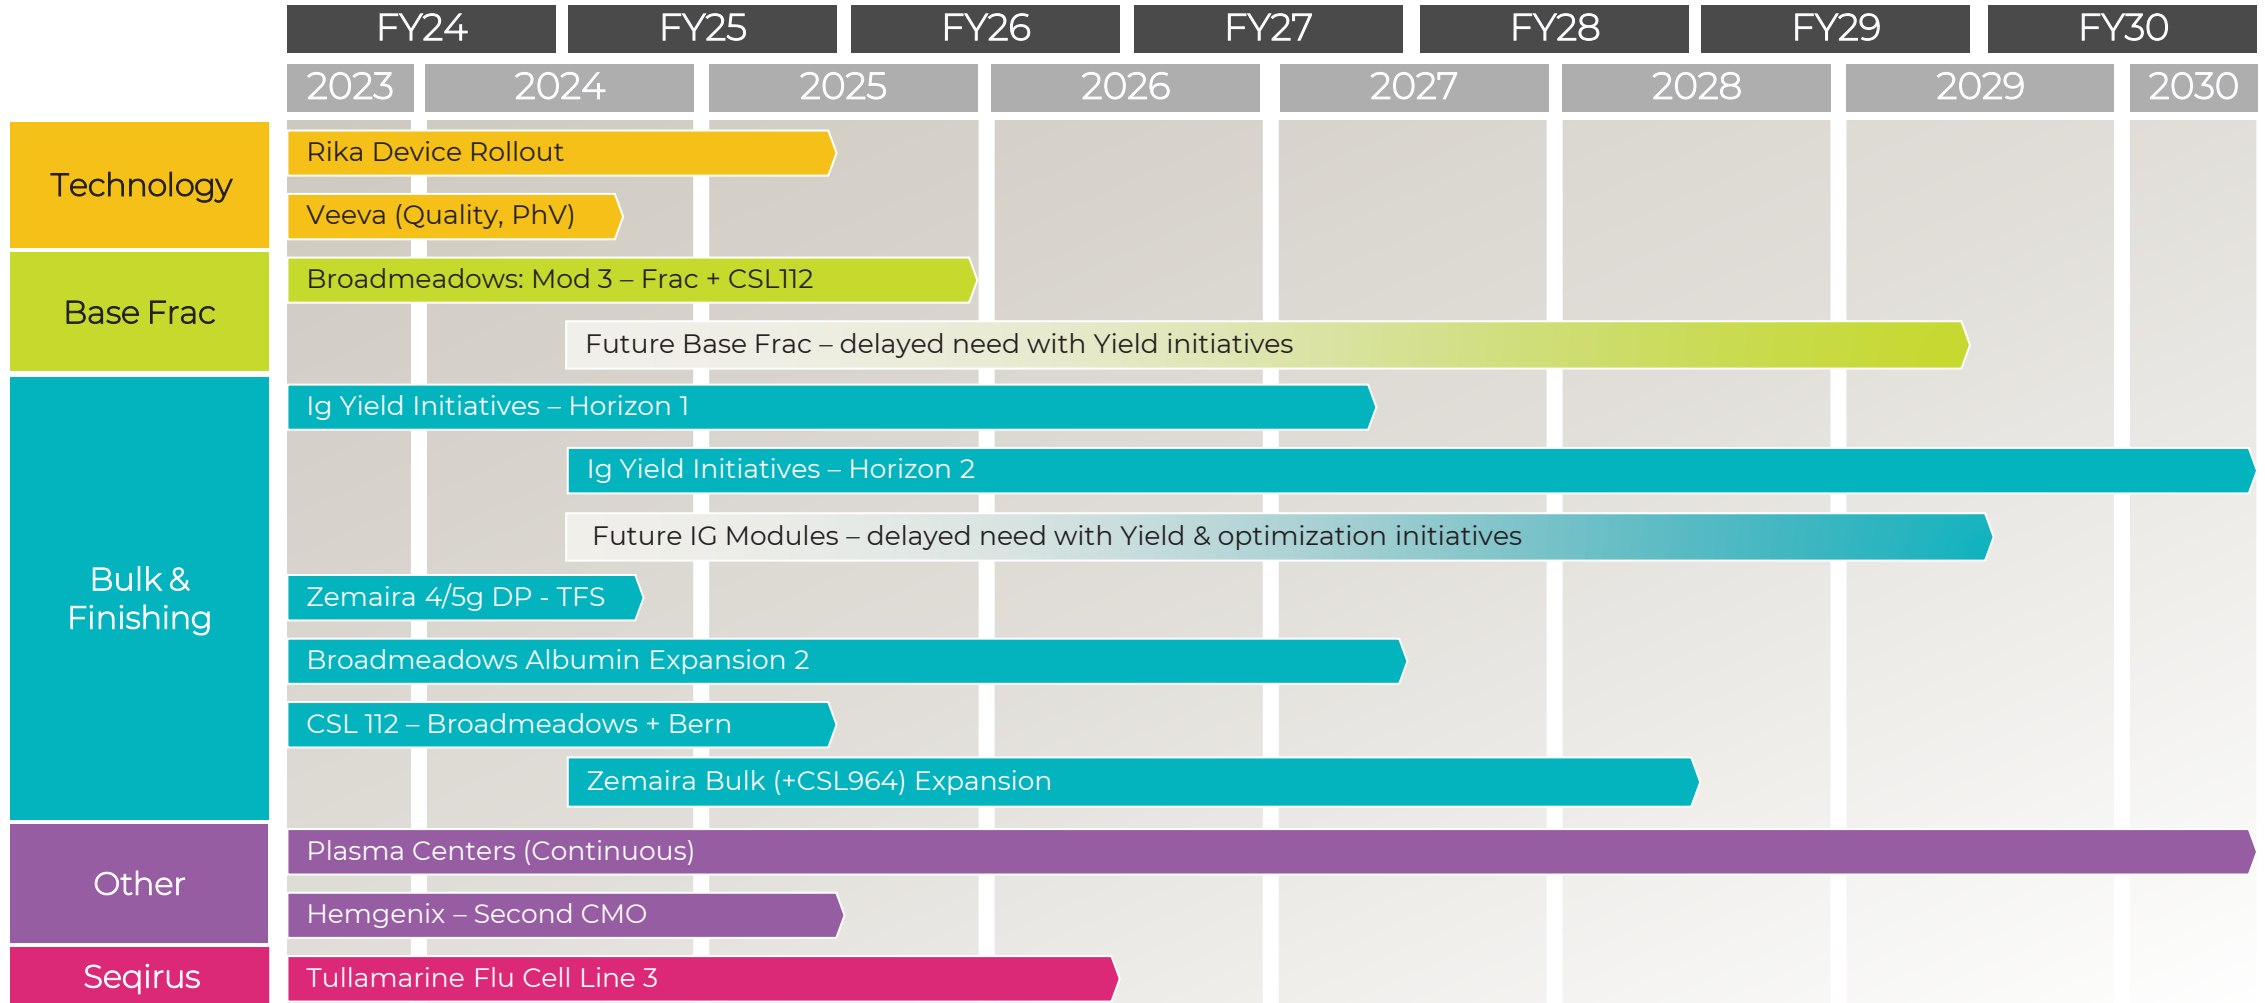 FY24 FY25 FY26 FY27 FY28 FY29 FY30
2023 2024 2025 2026 2027 2028 2029 2030
Technology
Rika Device Rollout
Veeva (Quality, PhV)
Base Frac
Broadmeadows: Mod 3 – Frac + CSL112
Future Base Frac – delayed need with Yield initiatives
Bulk &
Finishing
Ig Yield Initiatives – Horizon 1
Ig Yield Initiatives – Horizon 2
Future IG Modules – delayed need with Yield & optimization initiatives
Zemaira 4/5g DP - TFS
Broadmeadows Albumin Expansion 2
CSL 112 – Broadmeadows + Bern
Zemaira Bulk (+CSL964) Expansion
Other
Plasma Centers (Continuous)
Hemgenix – Second CMO
Seqirus
Tullamarine Flu Cell Line 3